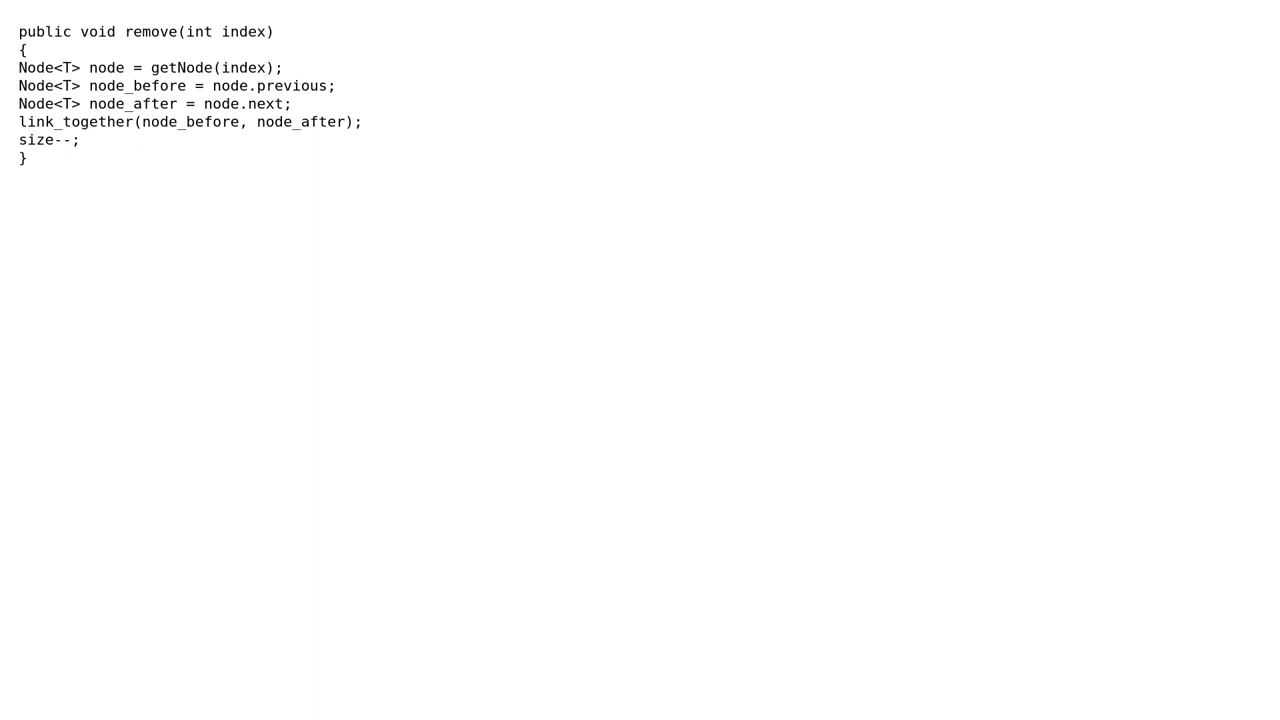 public void remove(int index)
{
Node<T> node = getNode(index);
Node<T> node_before = node.previous;
Node<T> node_after = node.next;
link_together(node_before, node_after);
size--;
}